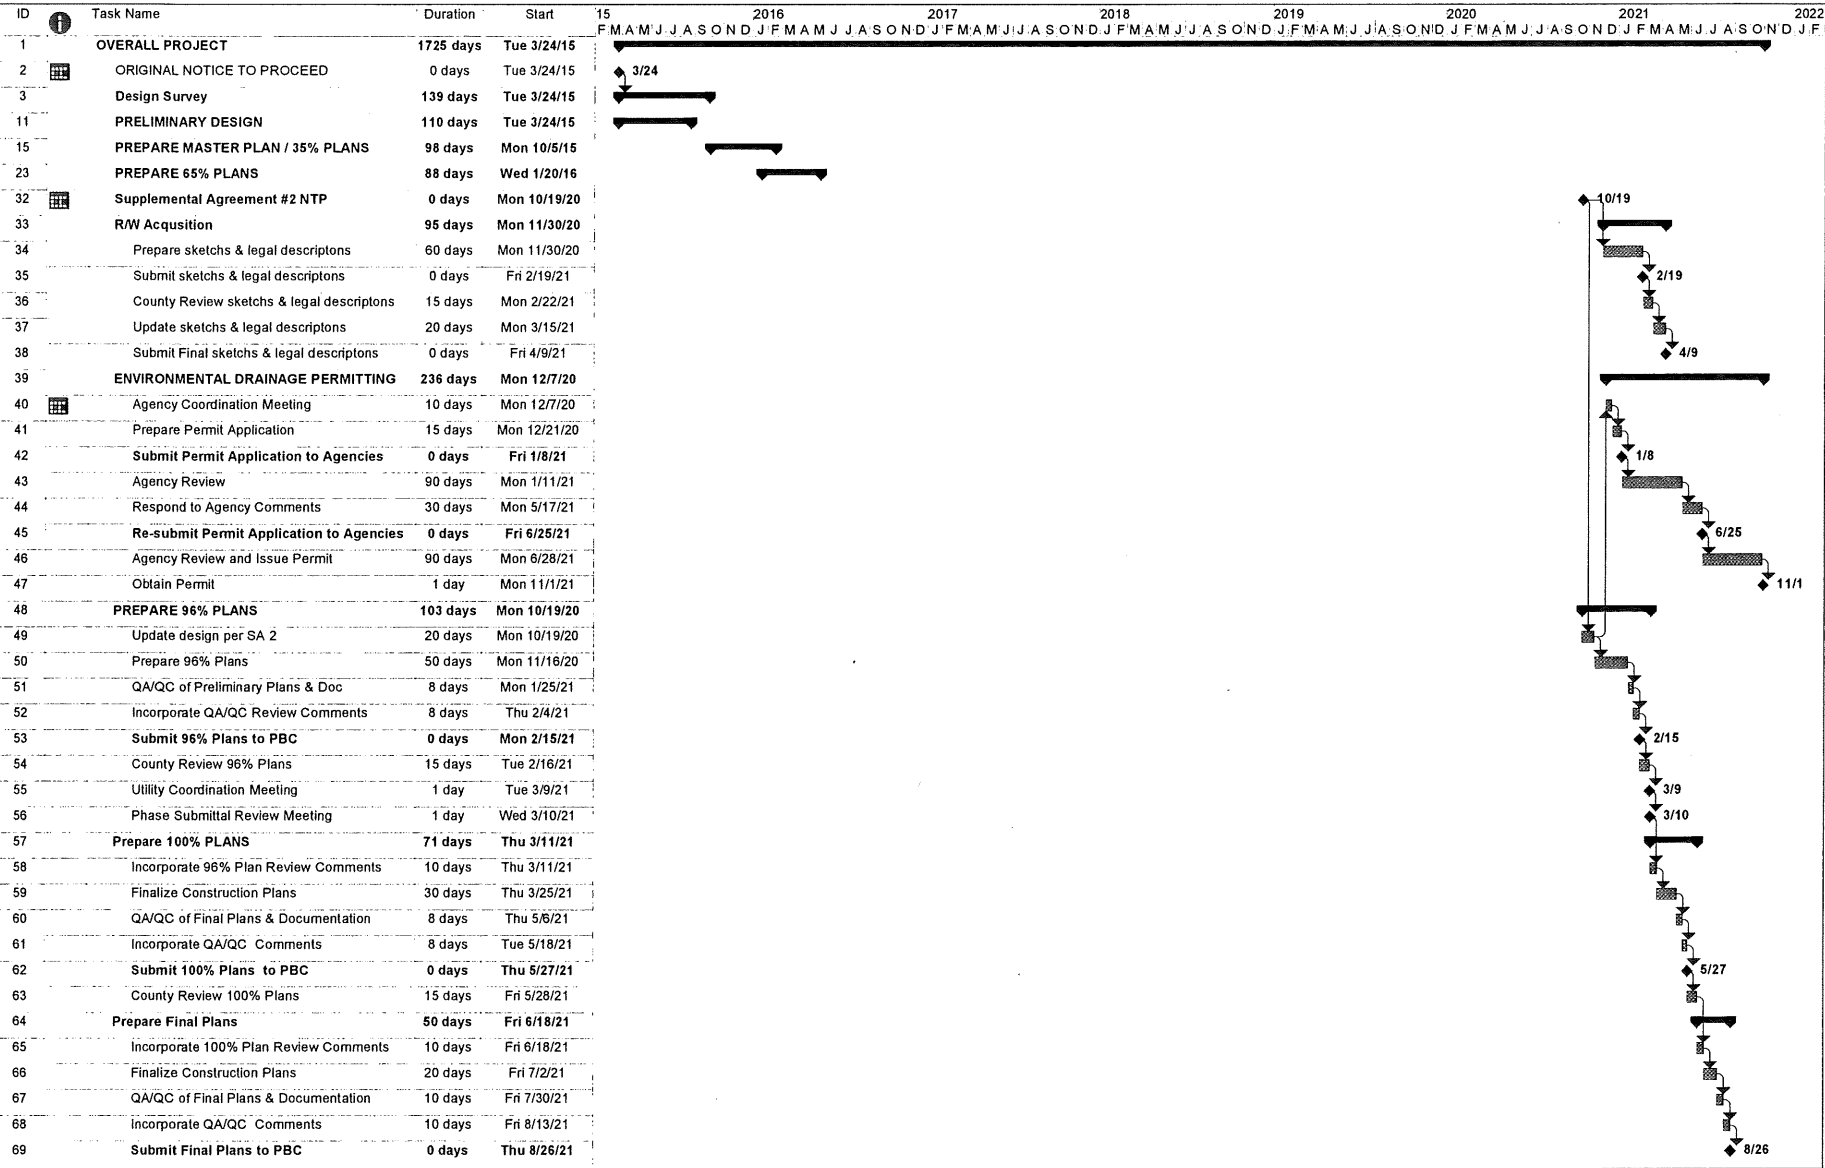 ID Task Name Duration Start 15 2016 2017 2018 2019 2020 2021 2022
F M A M J J A S O N D J F M A M J J A S O N D J F M A M J J A S O N D J F M A M J J A S O N D J F M A M J J A S O N D J F M A M J J A S O N D J F M A M J J A S O N D J F
1 OVERALL PROJECT 1725 days Tue 3/24/15
2 ORIGINAL NOTICE TO PROCEED 0 days Tue 3/24/15 3/24
3 Design Survey 139 days Tue 3/24/15
11 PRELIMINARY DESIGN 110 days Tue 3/24/15
15 PREPARE MASTER PLAN / 35% PLANS 98 days Mon 10/5/15
23 PREPARE 65% PLANS 88 days Wed 1/20/16
32 Supplemental Agreement #2 NTP 0 days Mon 10/19/20 10/19
33 R/W Acqusition 95 days Mon 11/30/20
34 Prepare sketchs & legal descriptons 60 days Mon 11/30/20
35 Submit sketchs & legal descriptons 0 days Fri 2/19/21 2/19
36 County Review sketchs & legal descriptons 15 days Mon 2/22/21
37 Update sketchs & legal descriptons 20 days Mon 3/15/21
38 Submit Final sketchs & legal descriptons 0 days Fri 4/9/21 4/9
39 ENVIRONMENTAL DRAINAGE PERMITTING 236 days Mon 12/7/20
40 Agency Coordination Meeting 10 days Mon 12/7/20
41 Prepare Permit Application 15 days Mon 12/21/20
42 Submit Permit Application to Agencies 0 days Fri 1/8/21 1/8
43 Agency Review 90 days Mon 1/11/21
44 Respond to Agency Comments 30 days Mon 5/17/21
45 Re-submit Permit Application to Agencies 0 days Fri 6/25/21 6/25
46 Agency Review and Issue Permit 90 days Mon 6/28/21
47 Obtain Permit 1 day Mon 11/1/21 11/1
48 PREPARE 96% PLANS 103 days Mon 10/19/20
49 Update design per SA 2 20 days Mon 10/19/20
50 Prepare 96% Plans 50 days Mon 11/16/20
51 QA/QC of Preliminary Plans & Doc 8 days Mon 1/25/21
52 Incorporate QA/QC Review Comments 8 days Thu 2/4/21
53 Submit 96% Plans to PBC 0 days Mon 2/15/21 2/15
54 County Review 96% Plans 15 days Tue 2/16/21
55 Utility Coordination Meeting 1 day Tue 3/9/21 3/9
56 Phase Submittal Review Meeting 1 day Wed 3/10/21 3/10
57 Prepare 100% PLANS 71 days Thu 3/11/21
58 Incorporate 96% Plan Review Comments 10 days Thu 3/11/21
59 Finalize Construction Plans 30 days Thu 3/25/21
60 QA/QC of Final Plans & Documentation 8 days Thu 5/6/21
61 Incorporate QA/QC Comments 8 days Tue 5/18/21
62 Submit 100% Plans to PBC 0 days Thu 5/27/21 5/27
63 County Review 100% Plans 15 days Fri 5/28/21
64 Prepare Final Plans 50 days Fri 6/18/21
65 Incorporate 100% Plan Review Comments 10 days Fri 6/18/21
66 Finalize Construction Plans 20 days Fri 7/2/21
67 QA/QC of Final Plans & Documentation 10 days Fri 7/30/21
68 Incorporate QA/QC Comments 10 days Fri 8/13/21
69 Submit Final Plans to PBC 0 days Thu 8/26/21 8/26